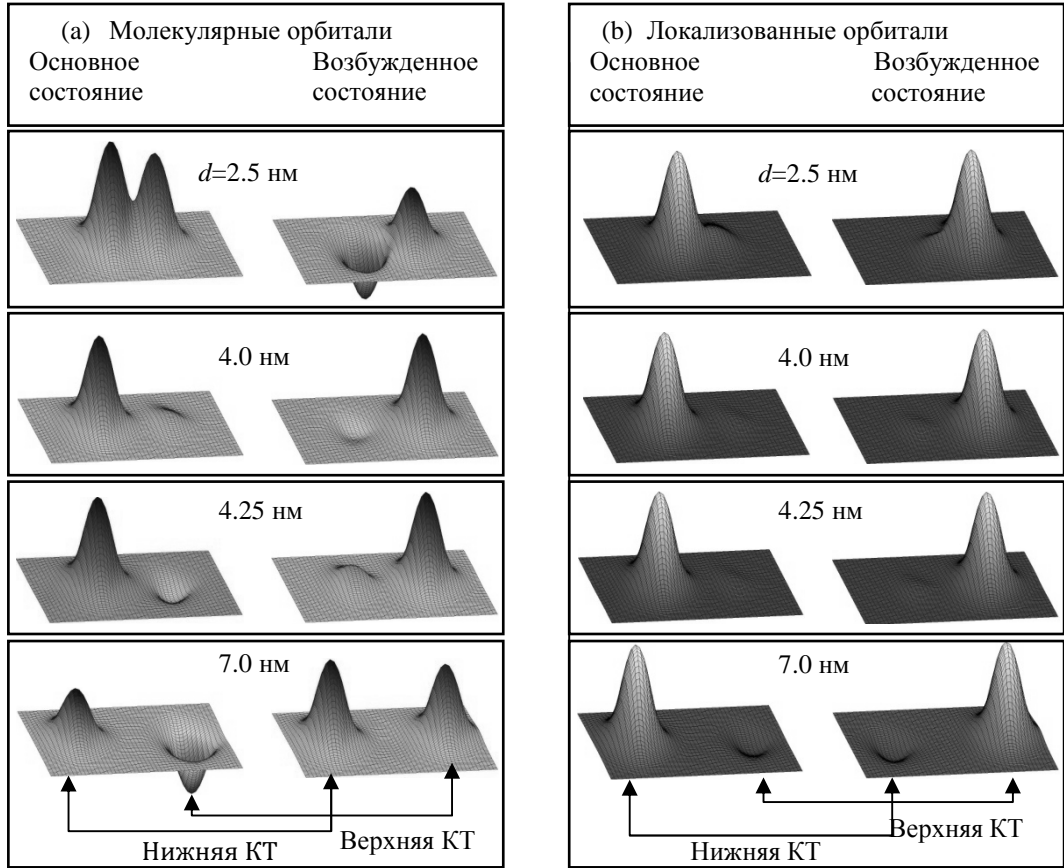 (a) Молекулярные орбитали
Основное состояние
Возбужденное состояние
d=2.5 нм
4.0 нм
4.25 нм
7.0 нм
Нижняя КТ
Верхняя КТ
(b) Локализованные орбитали
Основное состояние
Возбужденное состояние
d=2.5 нм
4.0 нм
4.25 нм
7.0 нм
Нижняя КТ
Верхняя КТ